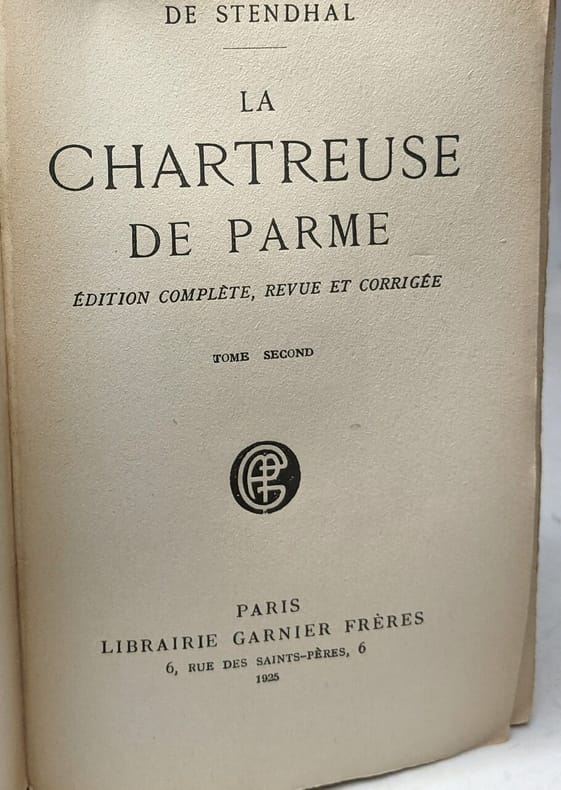 DE STENDHAL
LA
CHARTREUSE
DE PARME
ÉDITION COMPLÈTE, REVUE ET CORRIGÉE
TOME SECOND
PARIS
LIBRAIRIE GARNIER FRÈRES
6, RUE DES SAINTS-PÈRES, 6
1925